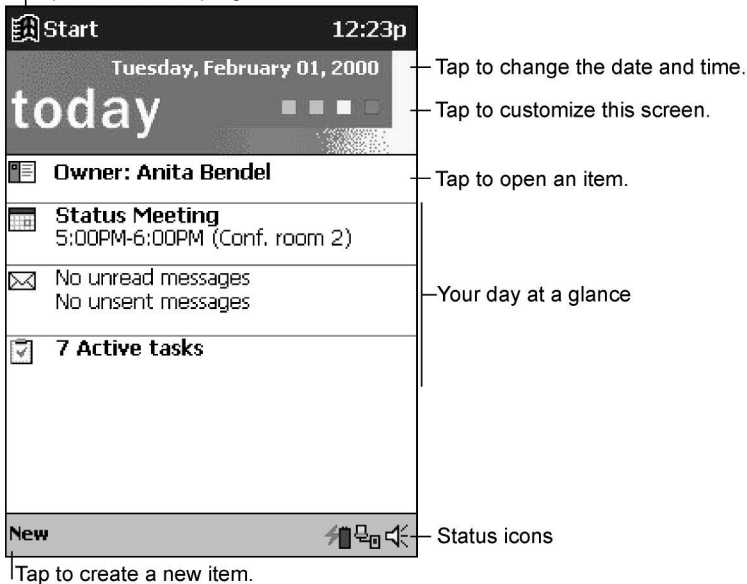 Start 12:23p
Tuesday, February 01, 2000
Tap to change the date and time.
today
Tap to customize this screen.
Owner: Anita Bendel
Tap to open an item.
Status Meeting
5:00PM-6:00PM (Conf. room 2)
No unread messages
No unsent messages
Your day at a glance
7 Active tasks
New
Status icons
Tap to create a new item.